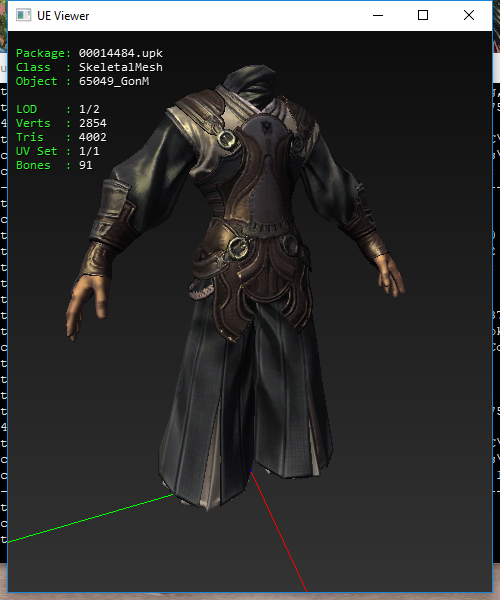 UE Viewer
Package: 00014484.upk
Class  : SkeletalMesh
Object : 65049_GonM
LOD    : 1/2
Verts  : 2854
Tris   : 4002
UV Set : 1/1
Bones  : 91